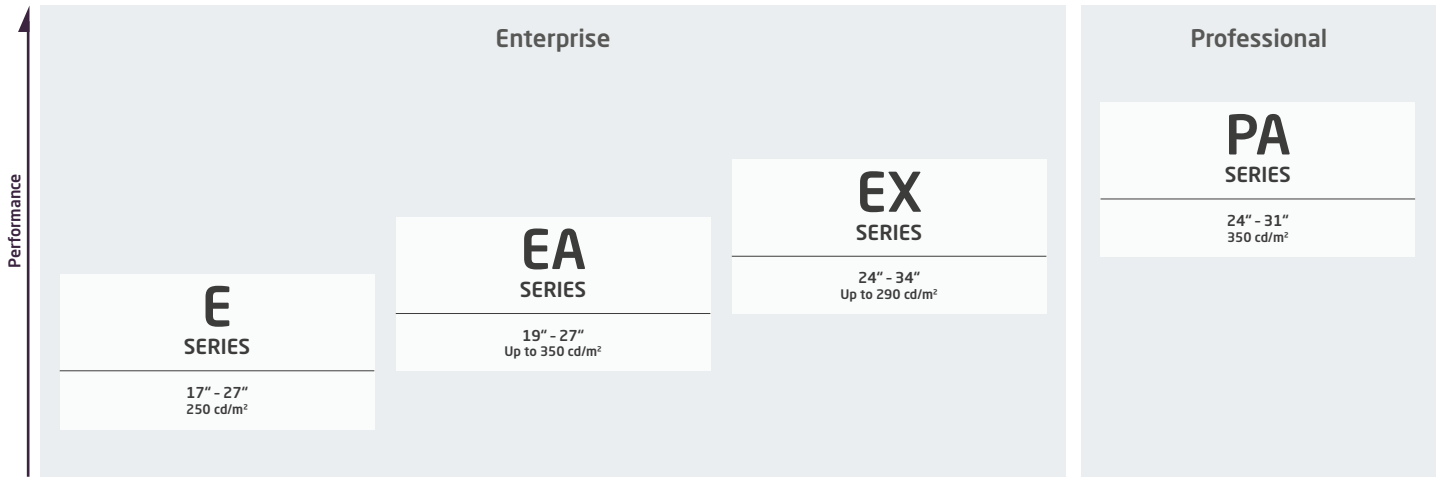 Performance
Enterprise
E
SERIES
17” – 27”
250 cd/m²
EA
SERIES
19” – 27”
Up to 350 cd/m²
EX
SERIES
24” – 34”
Up to 290 cd/m²
Professional
PA
SERIES
24” – 31”
350 cd/m²